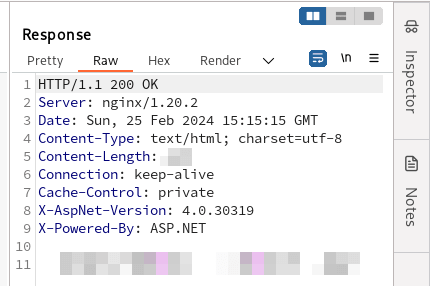 Response
Pretty Raw Hex Render
\n
1 HTTP/1.1 200 OK
2 Server: nginx/1.20.2
3 Date: Sun, 25 Feb 2024 15:15:15 GMT
4 Content-Type: text/html; charset=utf-8
5 Content-Length:
6 Connection: keep-alive
7 Cache-Control: private
8 X-AspNet-Version: 4.0.30319
9 X-Powered-By: ASP.NET
10
11
Inspector
Notes